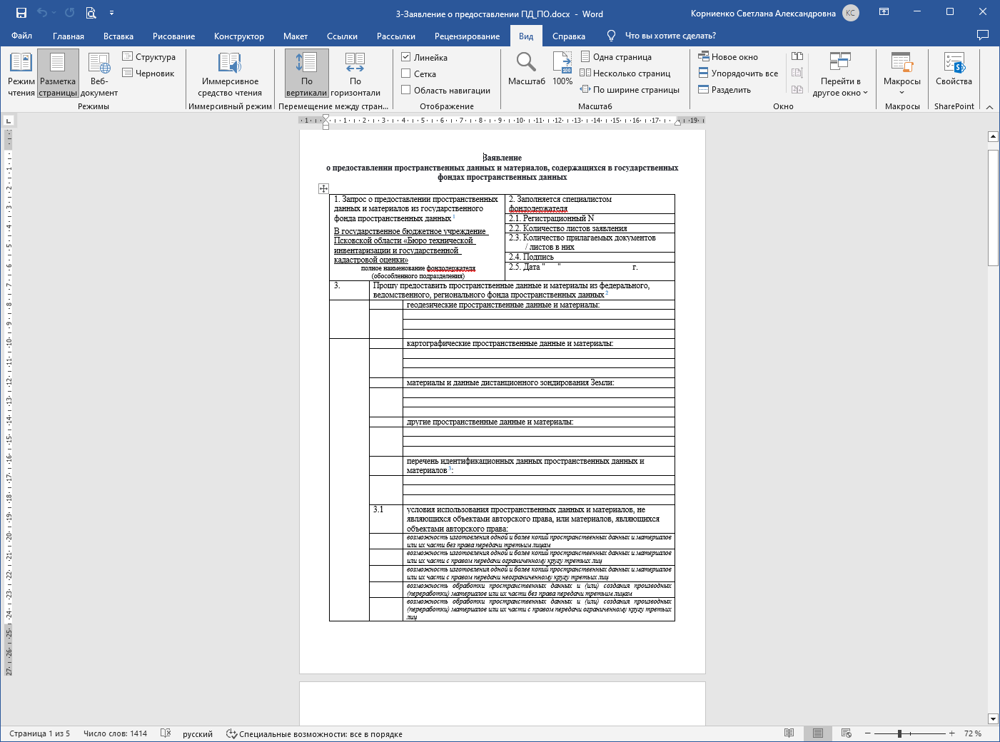 3-Заявление о предоставлении ПД_ПО.docx - Word
Корниенко Светлана Александровна
КС
Файл Главная Вставка Рисование Конструктор Макет Ссылки Рассылки Рецензирование Вид Справка Что вы хотите сделать?
Режим чтения
Разметка страницы
Веб-документ
Структура
Черновик
Режимы
Иммерсивное средство чтения
Иммерсивный режим
По вертикали
По горизонтали
Перемещение между стран...
Линейка
Сетка
Область навигации
Отображение
Масштаб
100%
Одна страница
Несколько страниц
По ширине страницы
Масштаб
Новое окно
Упорядочить все
Разделить
Перейти в другое окно
Окно
Макросы
Макросы
Свойства
SharePoint
Заявление
о предоставлении пространственных данных и материалов, содержащихся в государственных
фондах пространственных данных
1. Запрос о предоставлении пространственных
данных и материалов из государственного
фонда пространственных данных 1
В государственное бюджетное учреждение
Псковской области «Бюро технической
инвентаризации и государственной
кадастровой оценки»
полное наименование фондодержателя
(обособленного подразделения)
2. Заполняется специалистом
фондодержателя
2.1. Регистрационный N
2.2. Количество листов заявления
2.3. Количество прилагаемых документов
/ листов в них
2.4. Подпись
2.5. Дата " " г.
3. Прошу предоставить пространственные данные и материалы из федерального,
ведомственного, регионального фонда пространственных данных 2
геодезические пространственные данные и материалы:
картографические пространственные данные и материалы:
материалы и данные дистанционного зондирования Земли:
другие пространственные данные и материалы:
перечень идентификационных данных пространственных данных и
материалов 3:
3.1 условия использования пространственных данных и материалов, не
являющихся объектами авторского права, или материалов, являющихся
объектами авторского права:
возможность изготовления одной и более копий пространственных данных и материалов
или их части без права передачи третьим лицам
возможность изготовления одной и более копий пространственных данных и материалов
или их части с правом передачи ограниченному кругу третьих лиц
возможность изготовления одной и более копий пространственных данных и материалов
или их части с правом передачи неограниченному кругу третьих лиц
возможность обработки пространственных данных и (или) создания производных
(переработки) материалов или их части без права передачи третьим лицам
возможность обработки пространственных данных и (или) создания производных
(переработки) материалов или их части с правом передачи ограниченному кругу третьих
лиц
Страница 1 из 5 Число слов: 1414 русский Специальные возможности: все в порядке 72 %